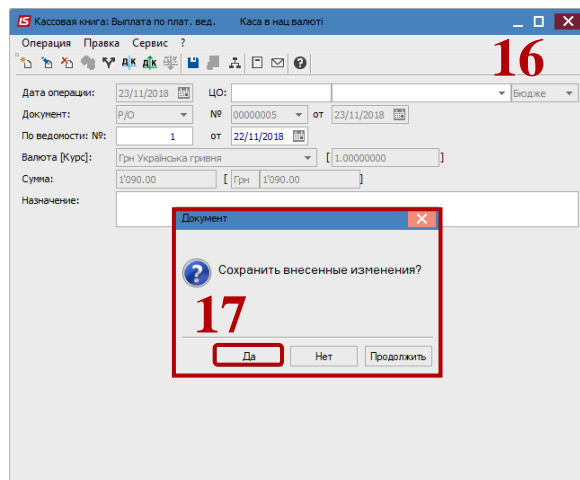 Кассовая книга: Выплата по плат. вед. Каса в нац валюті
Операция Правка Сервис ?
16
Дата операции: 23/11/2018 ЦО: Бюдже
Документ: Р/О № 00000005 от 23/11/2018
По ведомости: №: 1 от 22/11/2018
Валюта [Курс]: Грн Українська гривня [ 1.00000000 ]
Сумма: 1'090.00 [ Грн 1'090.00 ]
Назначение:
Документ
Сохранить внесенные изменения?
17
Да Нет Продолжить